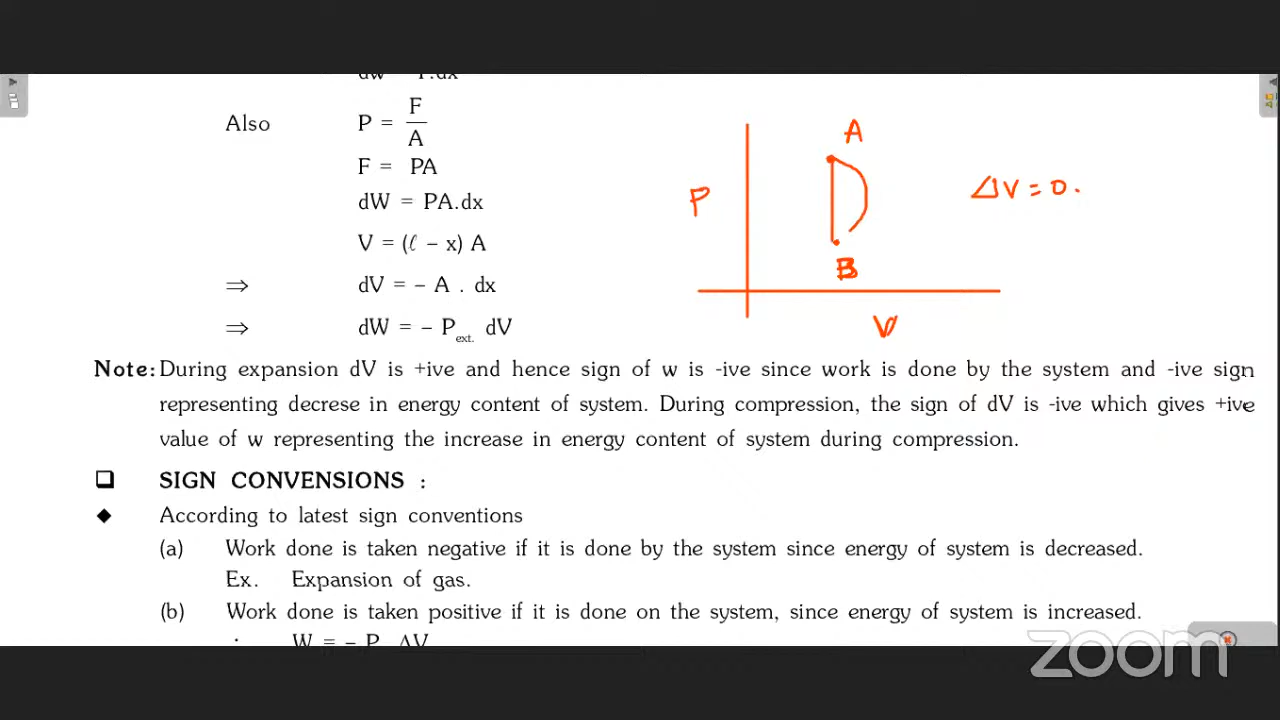 Also P = F/A
F = PA
dW = PA.dx
V = (ℓ – x) A
⇒ dV = – A . dx
⇒ dW = – Pext. dV
A
P
ΔV = 0.
B
V
Note: During expansion dV is +ive and hence sign of w is -ive since work is done by the system and -ive sign
representing decrese in energy content of system. During compression, the sign of dV is -ive which gives +ive
value of w representing the increase in energy content of system during compression.
❑ SIGN CONVENSIONS :
◆ According to latest sign conventions
(a) Work done is taken negative if it is done by the system since energy of system is decreased.
Ex. Expansion of gas.
(b) Work done is taken positive if it is done on the system, since energy of system is increased.
W = – P ΔV
zoom